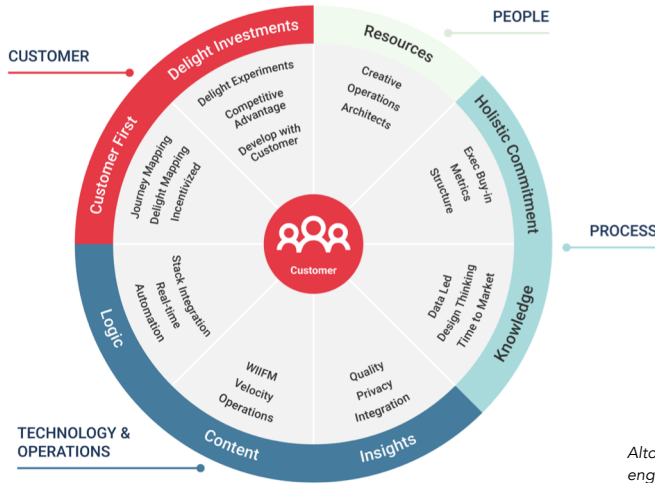 PEOPLE
CUSTOMER
PROCESS
TECHNOLOGY &
OPERATIONS
Delight Investments
Delight Experiments
Competitive
Advantage
Develop with
Customer
Resources
Creative
Operations
Architects
Holistic Commitment
Exec Buy-in
Metrics
Structure
Knowledge
Data Led
Design Thinking
Time to Market
Insights
Quality
Privacy
Integration
Content
WIIFM
Velocity
Operations
Logic
Stack Integration
Real-time
Automation
Customer First
Journey Mapping
Delight Mapping
Incentivized
Customer